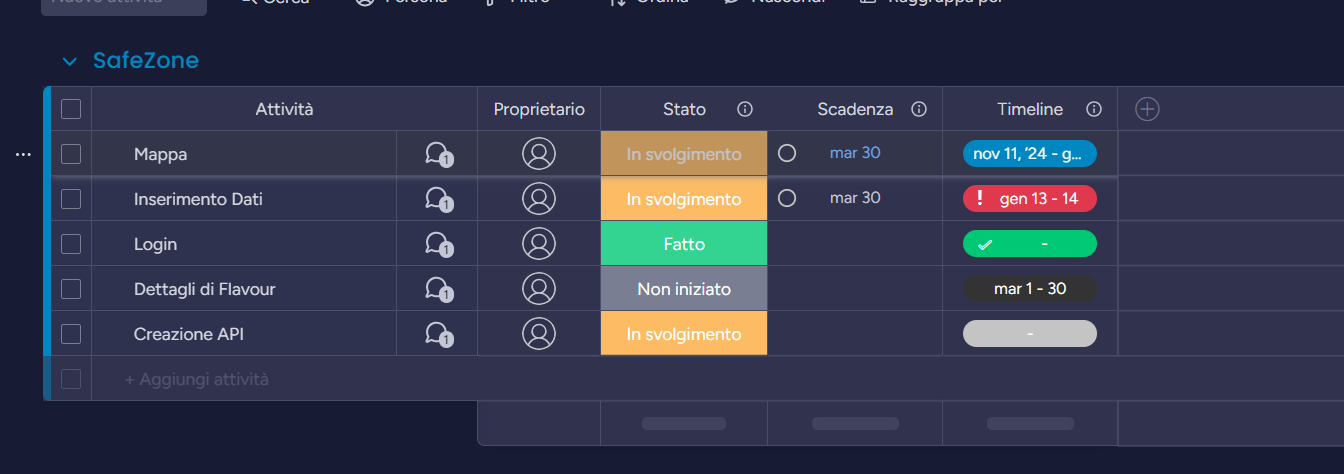 Nuovo attività
Cerca Persona Filtro Ordina Nascondi Raggruppa per
SafeZone
Attività Proprietario Stato Scadenza Timeline
Mappa 1 In svolgimento mar 30 nov 11, '24 - g...
Inserimento Dati 1 In svolgimento mar 30 ! gen 13 - 14
Login 1 Fatto -
Dettagli di Flavour 1 Non iniziato mar 1 - 30
Creazione API 1 In svolgimento -
+ Aggiungi attività